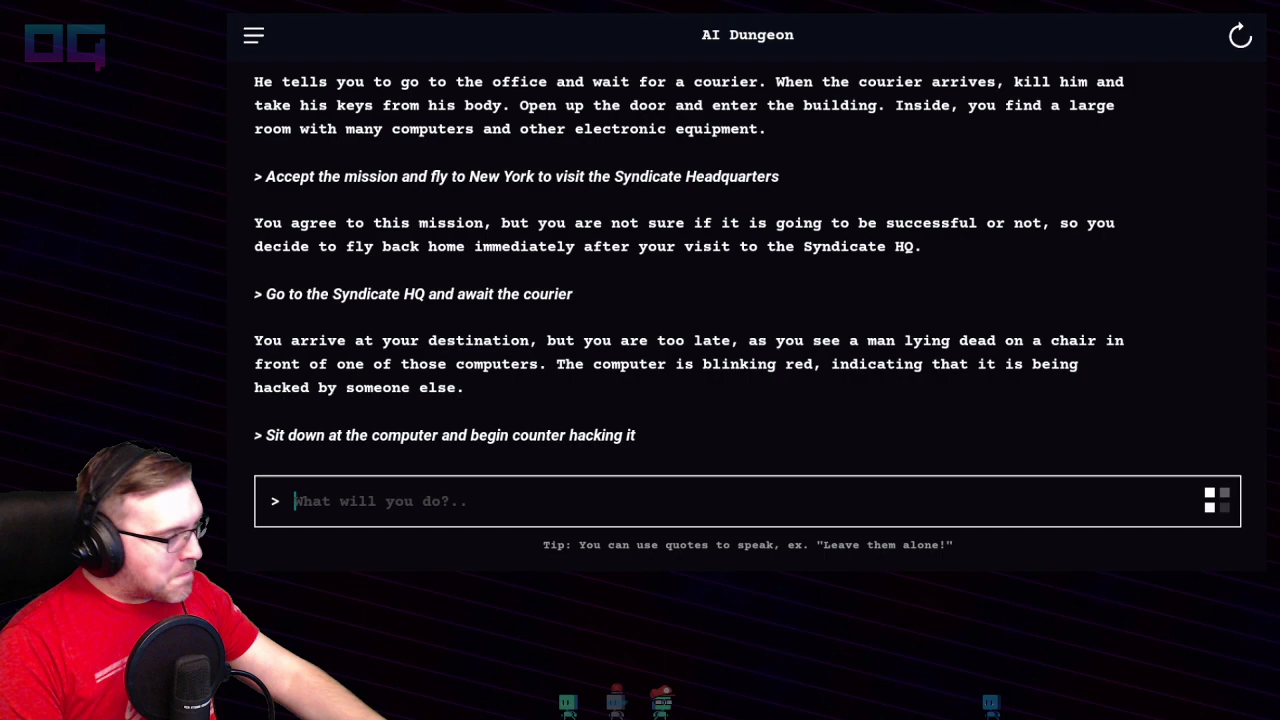 OG
AI Dungeon
He tells you to go to the office and wait for a courier. When the courier arrives, kill him and
take his keys from his body. Open up the door and enter the building. Inside, you find a large
room with many computers and other electronic equipment.
> Accept the mission and fly to New York to visit the Syndicate Headquarters
You agree to this mission, but you are not sure if it is going to be successful or not, so you
decide to fly back home immediately after your visit to the Syndicate HQ.
> Go to the Syndicate HQ and await the courier
You arrive at your destination, but you are too late, as you see a man lying dead on a chair in
front of one of those computers. The computer is blinking red, indicating that it is being
hacked by someone else.
> Sit down at the computer and begin counter hacking it
> What will you do?..
Tip: You can use quotes to speak, ex. "Leave them alone!"